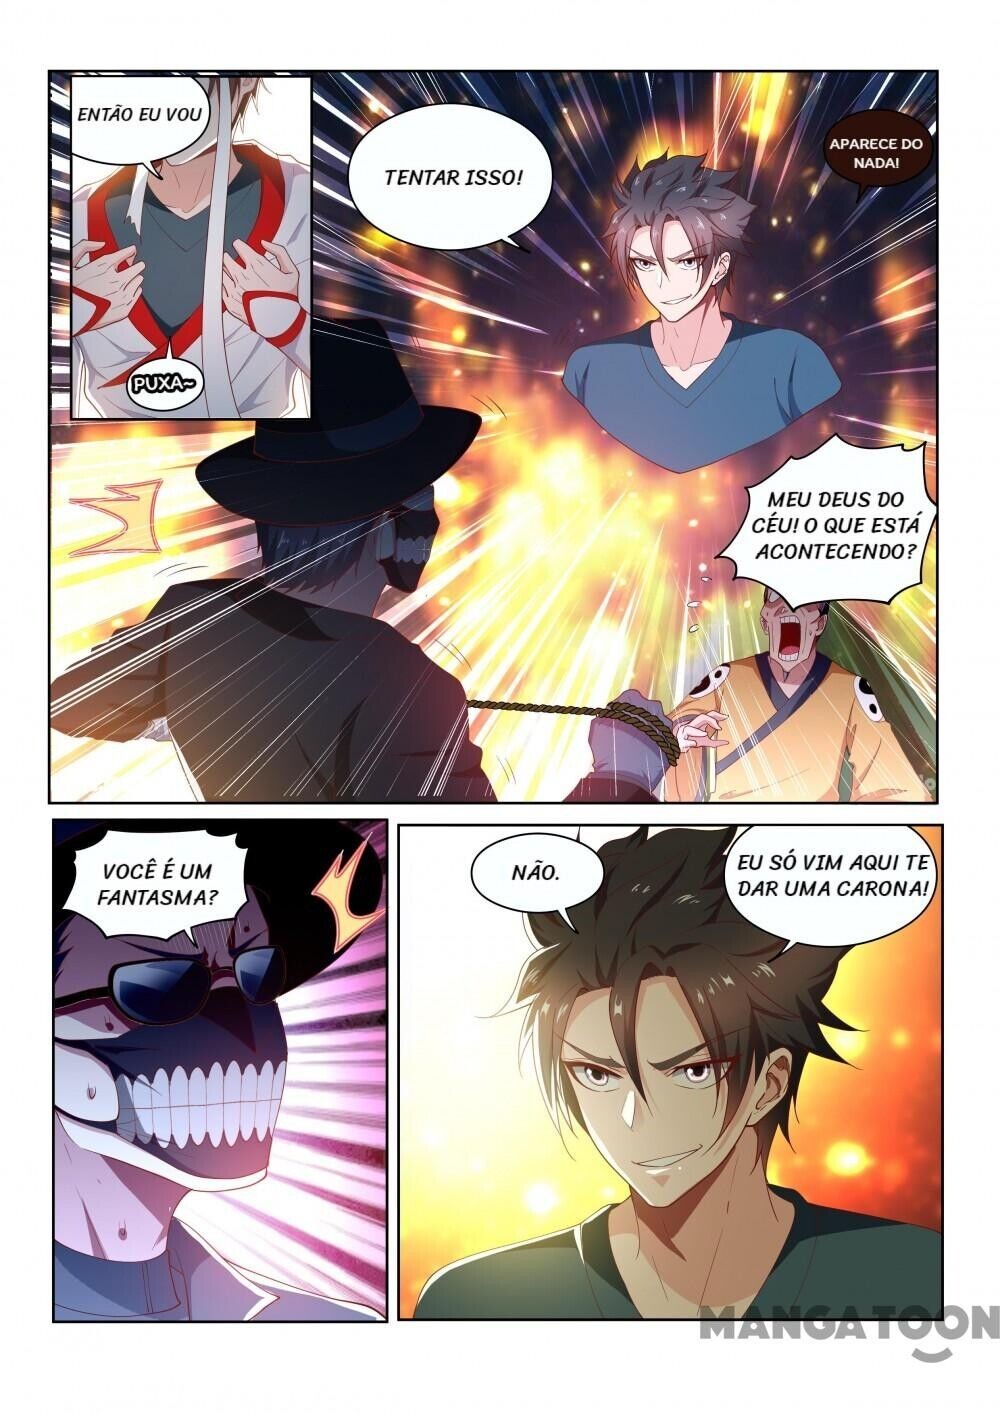 ENTÃO EU VOU
TENTAR ISSO!
APARECE DO
NADA!
PUXA~
MEU DEUS DO
CÉU! O QUE ESTÁ
ACONTECENDO?
VOCÊ É UM
FANTASMA?
NÃO.
EU SÓ VIM AQUI TE
DAR UMA CARONA!
MANGATOON